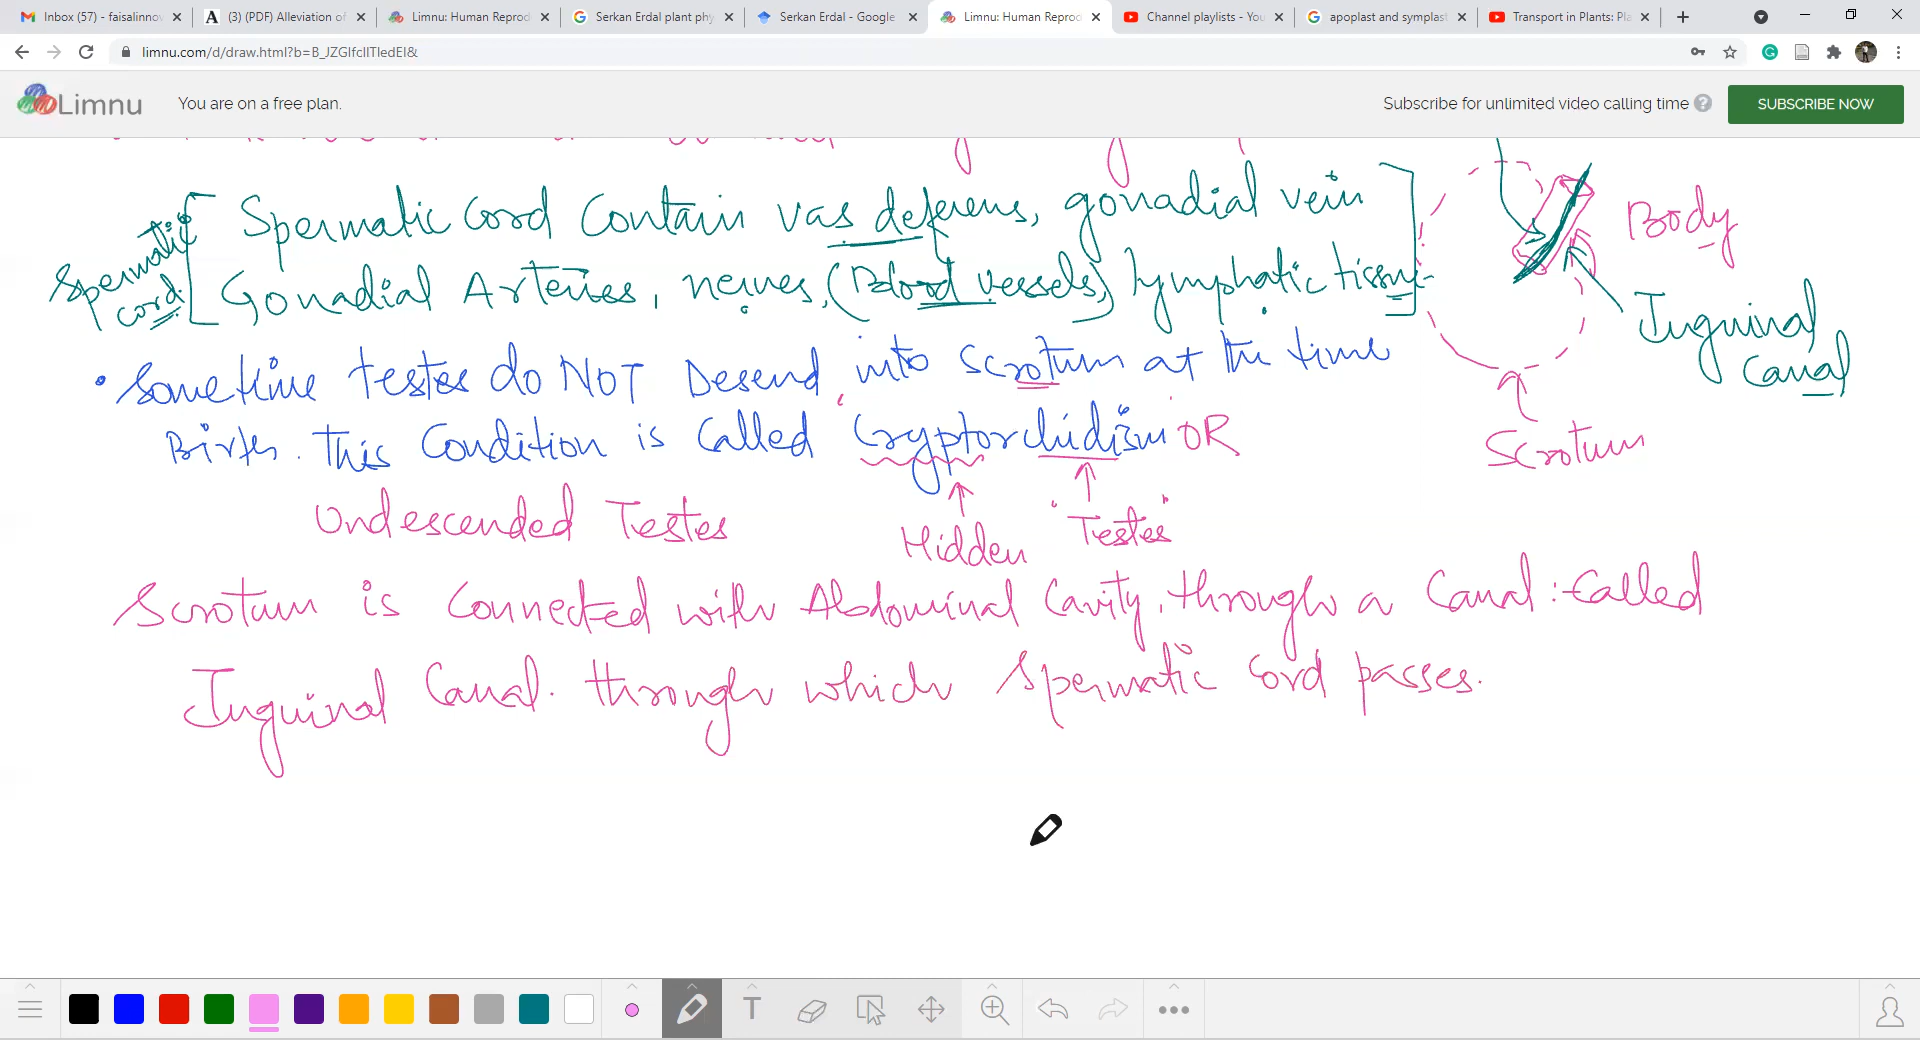 Inbox (57) - faisalinnov
(3) (PDF) Alleviation of
Limnu: Human Reprod
Serkan Erdal plant phy
Serkan Erdal - Google
Limnu: Human Reprod
Channel playlists - You
apoplast and symplast
Transport in Plants: Pla
limnu.com/d/draw.html?b=B_JZGIfcIITledEI&
Limnu
You are on a free plan.
Subscribe for unlimited video calling time ?
SUBSCRIBE NOW
Spermatic cord
Spermatic Cord Contain vas deferens, gonadial vein
Gonadial Arteries, nerves, (Blood vessels,) lymphatic tissue
Body
Inguinal
Canal
Scrotum
• Sometime testes do NOT Desend into scrotum at the time
Birth. This Condition is Called "Cryptorchidism" OR
Undescended Testes
Hidden
"Testes"
Scrotum is connected with Abdominal Cavity, through a Canal: Called
Inguinal Canal. through which Spermatic Cord passes.
T